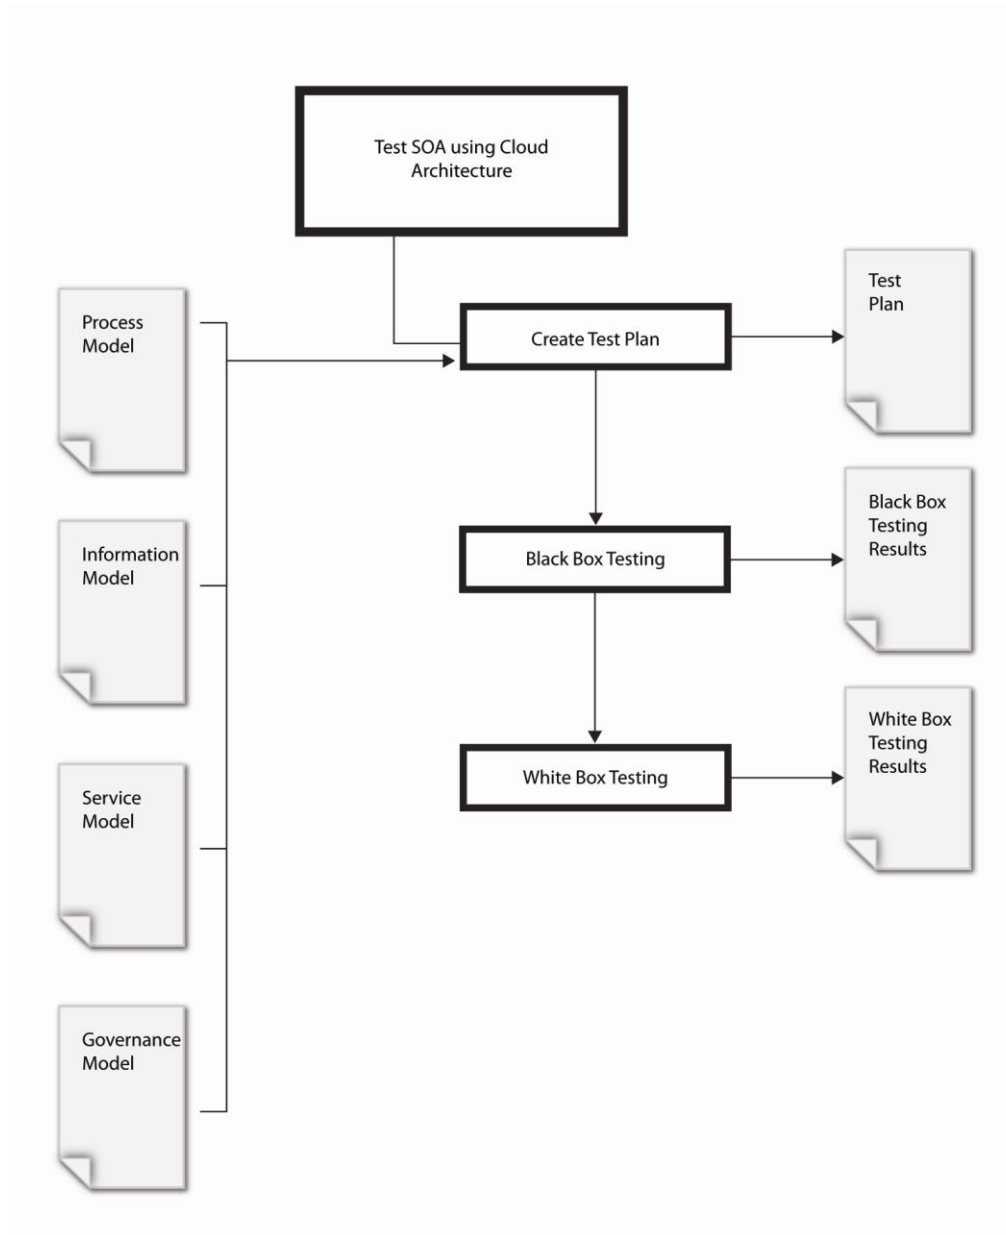 Test SOA using Cloud
Architecture
Process
Model
Create Test Plan
Test
Plan
Information
Model
Black Box Testing
Black Box
Testing
Results
Service
Model
White Box Testing
White Box
Testing
Results
Governance
Model